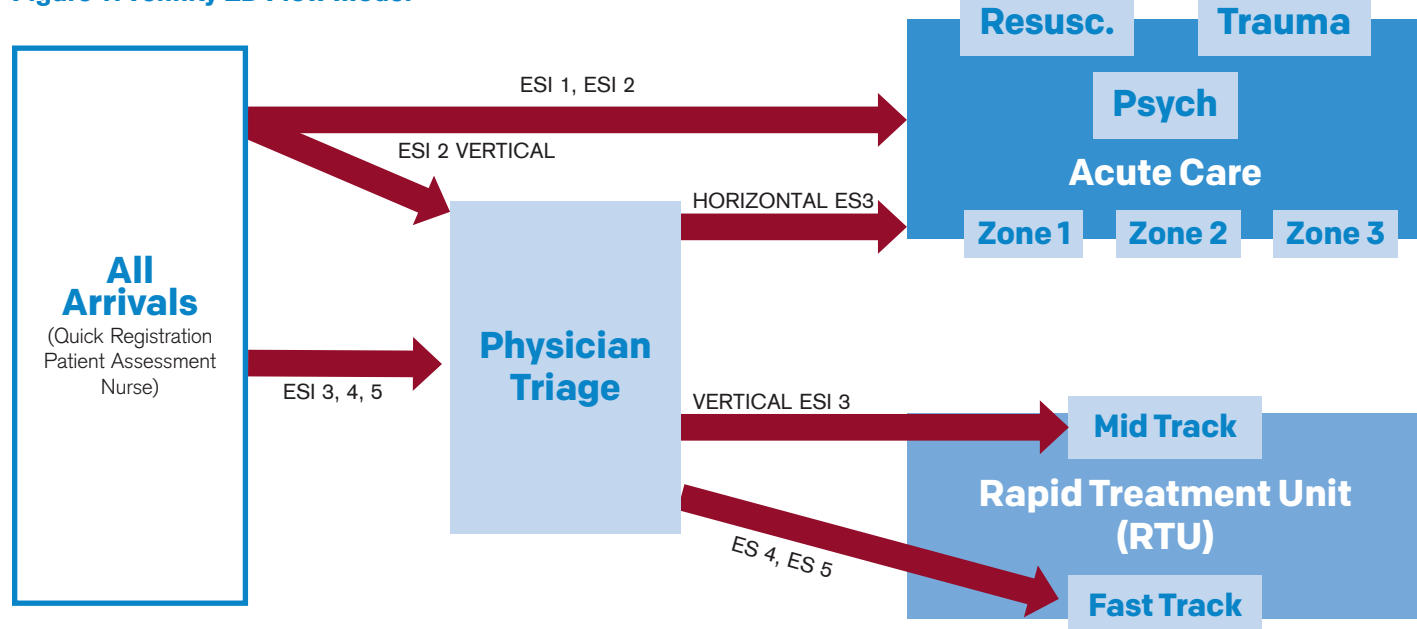 Resusc.
Trauma
ESI 1, ESI 2
Psych
ESI 2 VERTICAL
Acute Care
HORIZONTAL ES3
Zone 1
Zone 2
Zone 3
All
Arrivals
(Quick Registration
Patient Assessment
Nurse)
Physician
Triage
ESI 3, 4, 5
VERTICAL ESI 3
Mid Track
Rapid Treatment Unit
(RTU)
ES 4, ES 5
Fast Track